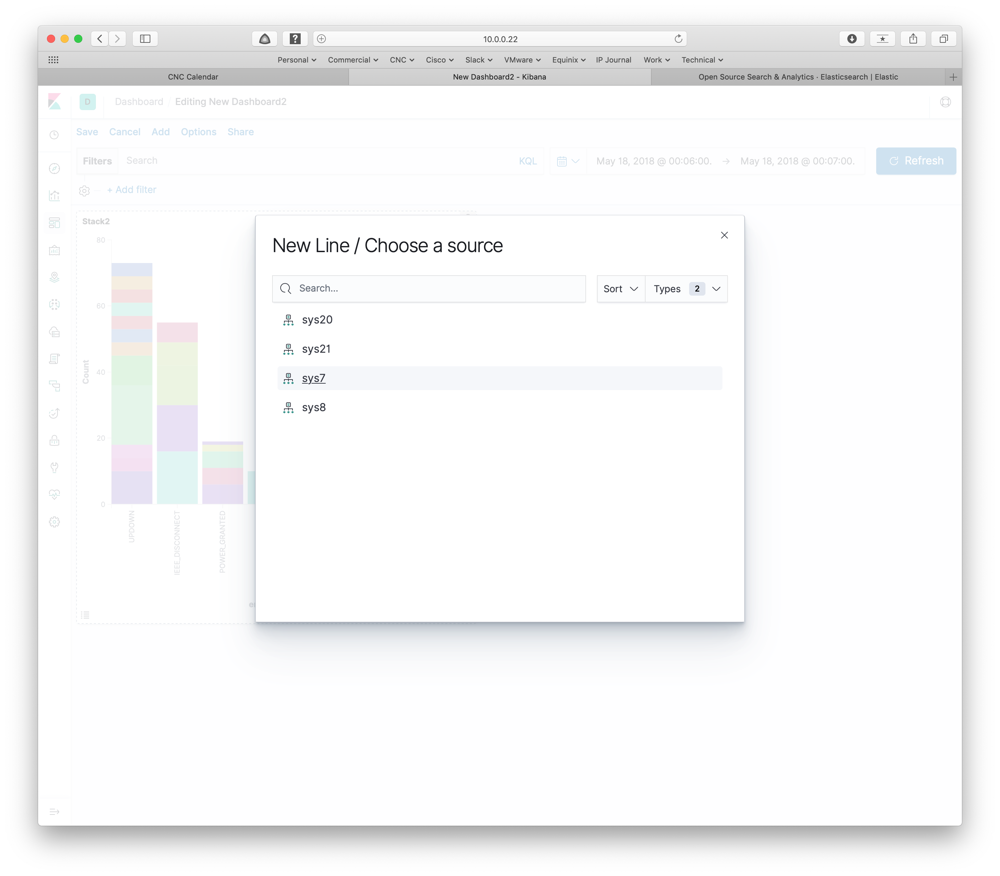 10.0.0.22
Personal Commercial CNC Cisco Slack VMware Equinix IP Journal Work Technical
CNC Calendar
New Dashboard2 - Kibana
Open Source Search & Analytics · Elasticsearch | Elastic
D
Dashboard / Editing New Dashboard2
Save Cancel Add Options Share
Filters Search KQL
May 18, 2018 @ 00:06:00. → May 18, 2018 @ 00:07:00.
Refresh
+ Add filter
Stack2
80
60
40
20
0
Count
UPDOWN
IEEE_DISCONNECT
POWER_GRANTED
New Line / Choose a source
Search...
Sort
Types 2
sys20
sys21
sys7
sys8